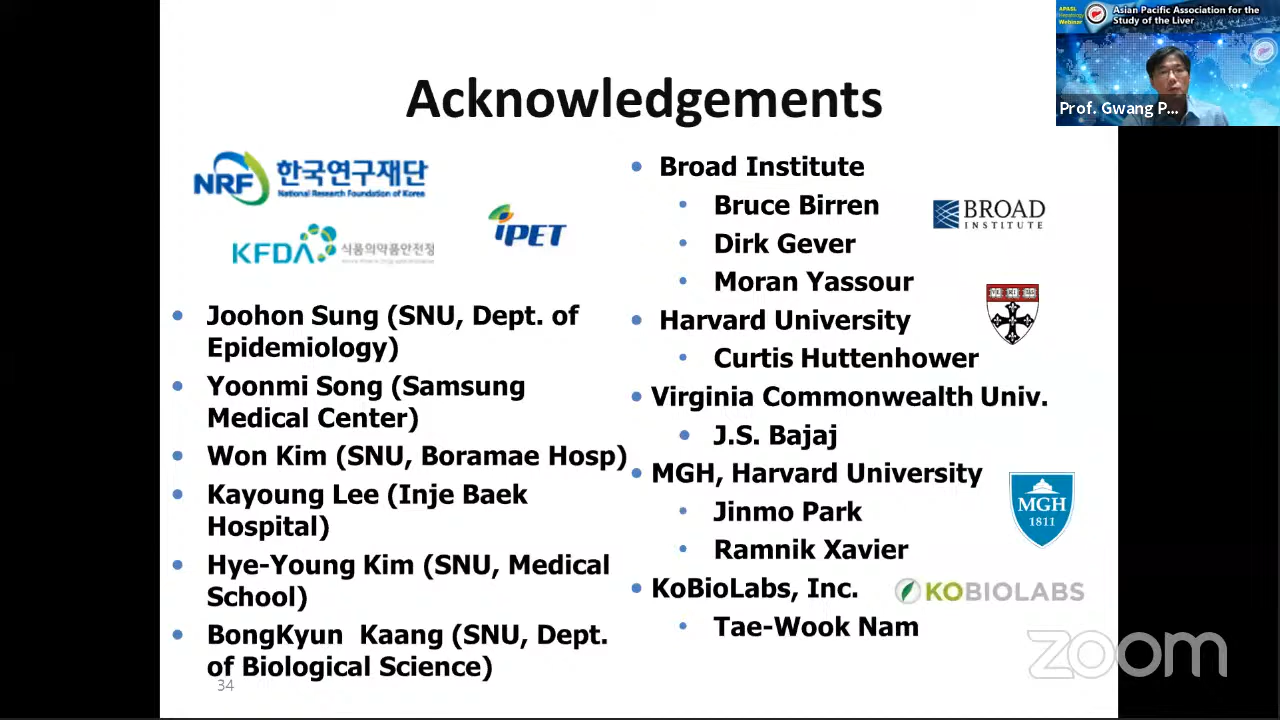 Acknowledgements
NRF 한국연구재단
National Research Foundation of Korea
KFDA 식품의약품안전청
iPET
Joohon Sung (SNU, Dept. of
Epidemiology)
Yoonmi Song (Samsung
Medical Center)
Won Kim (SNU, Boramae Hosp)
Kayoung Lee (Inje Baek
Hospital)
Hye-Young Kim (SNU, Medical
School)
BongKyun Kaang (SNU, Dept.
of Biological Science)
34
Broad Institute
Bruce Birren
Dirk Gever
Moran Yassour
BROAD
INSTITUTE
Harvard University
Curtis Huttenhower
Virginia Commonwealth Univ.
J.S. Bajaj
MGH, Harvard University
Jinmo Park
Ramnik Xavier
MGH
1811
KoBioLabs, Inc.
KOBIOLABS
Tae-Wook Nam
zoom
APASL
Hepatology
Webinar
Asian Pacific Association for the
Study of the Liver
Prof. Gwang P...